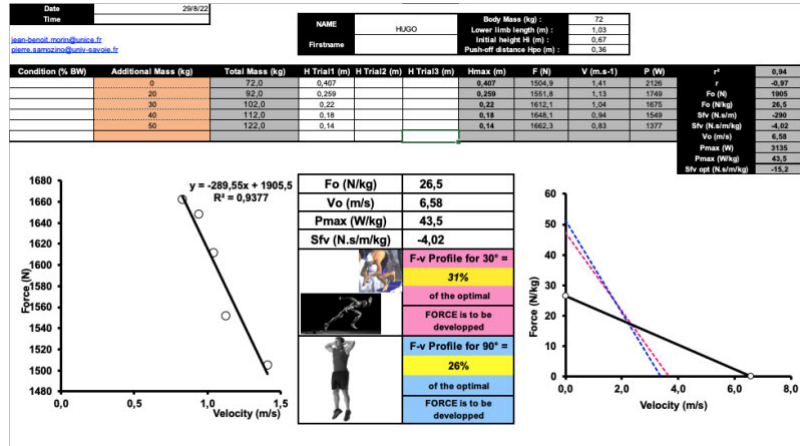 Date 29/8/22
Time
jean-benoit.morin@unice.fr
pierre.samozino@univ-savoie.fr
NAME HUGO
Firstname
Body Mass (kg) : 72
Lower limb length (m) : 1,03
Initial height Hi (m) : 0,67
Push-off distance Hpo (m) : 0,36
Condition (% BW) Additional Mass (kg) Total Mass (kg) H Trial1 (m) H Trial2 (m) H Trial3 (m) Hmax (m) F (N) V (m.s-1) P (W)
0 72,0 0,407 0,407 1504,9 1,41 2126
20 92,0 0,259 0,259 1551,8 1,13 1749
30 102,0 0,22 0,22 1612,1 1,04 1675
40 112,0 0,18 0,18 1648,1 0,94 1549
50 122,0 0,14 0,14 1662,3 0,83 1377
r² 0,94
r -0,97
Fo (N) 1905
Fo (N/kg) 26,5
Sfv (N.s/m) -290
Sfv (N.s/m/kg) -4,02
Vo (m/s) 6,58
Pmax (W) 3135
Pmax (W/kg) 43,5
Sfv opt (N.s/m/kg) -15,2
y = -289,55x + 1905,5
R² = 0,9377
Force (N)
1680
1660
1640
1620
1600
1580
1560
1540
1520
1500
1480
0,0 0,5 1,0 1,5
Velocity (m/s)
Fo (N/kg) 26,5
Vo (m/s) 6,58
Pmax (W/kg) 43,5
Sfv (N.s/m/kg) -4,02
F-v Profile for 30° =
31%
of the optimal
FORCE is to be
developped
F-v Profile for 90° =
26%
of the optimal
FORCE is to be
developped
Force (N/kg)
60
50
40
30
20
10
0
0,0 2,0 4,0 6,0 8,0
Velocity (m/s)